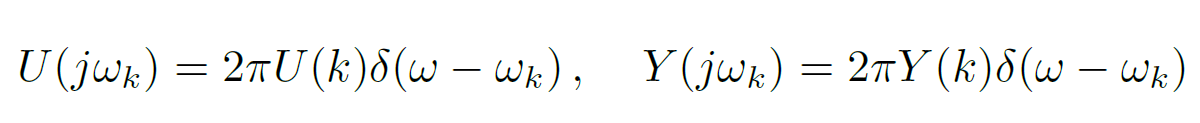 U(jω_k) = 2πU(k)δ(ω − ω_k) ,   Y(jω_k) = 2πY(k)δ(ω − ω_k)